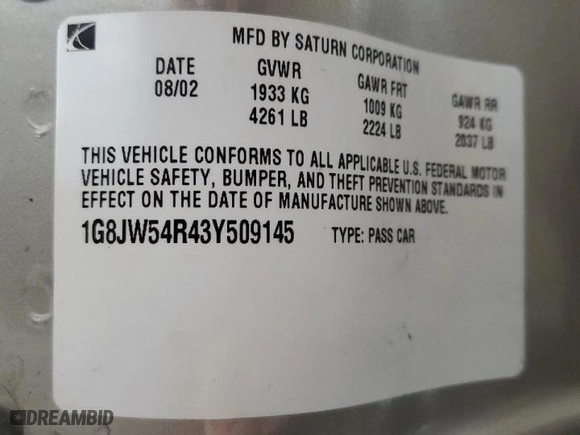 MFD BY SATURN CORPORATION
DATE GVWR GAWR FRT GAWR RR
08/02 1933 KG 1009 KG 924 KG
4261 LB 2224 LB 2037 LB
THIS VEHICLE CONFORMS TO ALL APPLICABLE U.S. FEDERAL MOTOR
VEHICLE SAFETY, BUMPER, AND THEFT PREVENTION STANDARDS IN
EFFECT ON THE DATE OF MANUFACTURE SHOWN ABOVE.
1G8JW54R43Y509145 TYPE: PASS CAR
DREAMBID